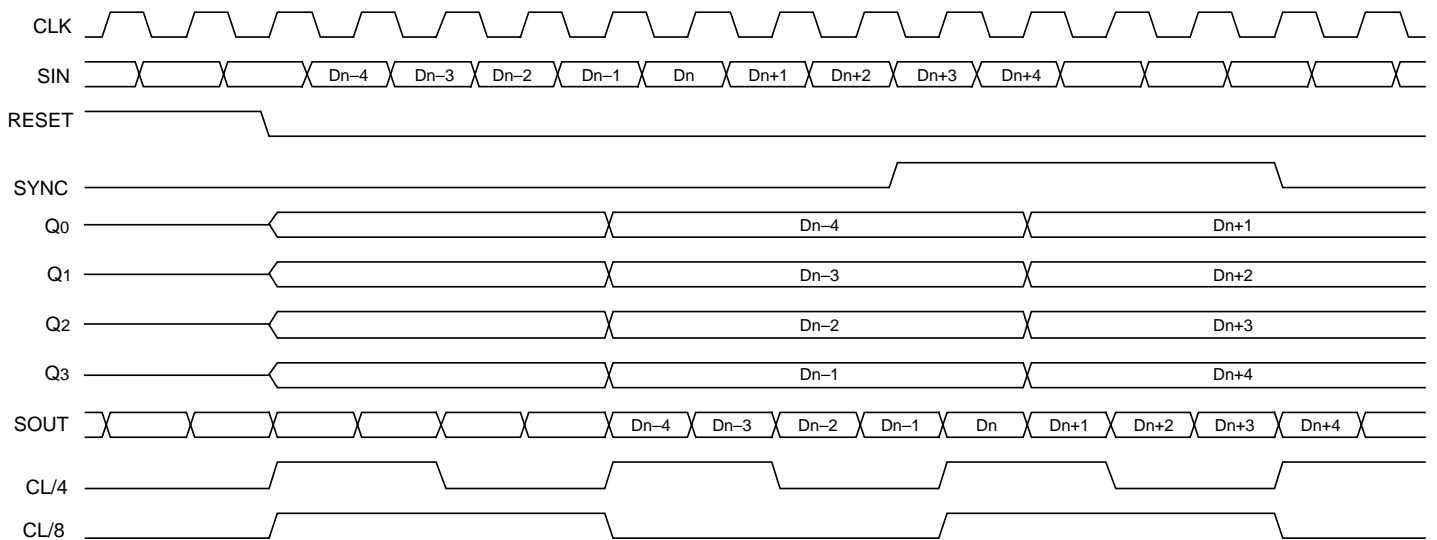 CLK
SIN Dn–4 Dn–3 Dn–2 Dn–1 Dn Dn+1 Dn+2 Dn+3 Dn+4
RESET
SYNC
Q0 Dn–4 Dn+1
Q1 Dn–3 Dn+2
Q2 Dn–2 Dn+3
Q3 Dn–1 Dn+4
SOUT Dn–4 Dn–3 Dn–2 Dn–1 Dn Dn+1 Dn+2 Dn+3 Dn+4
CL/4
CL/8